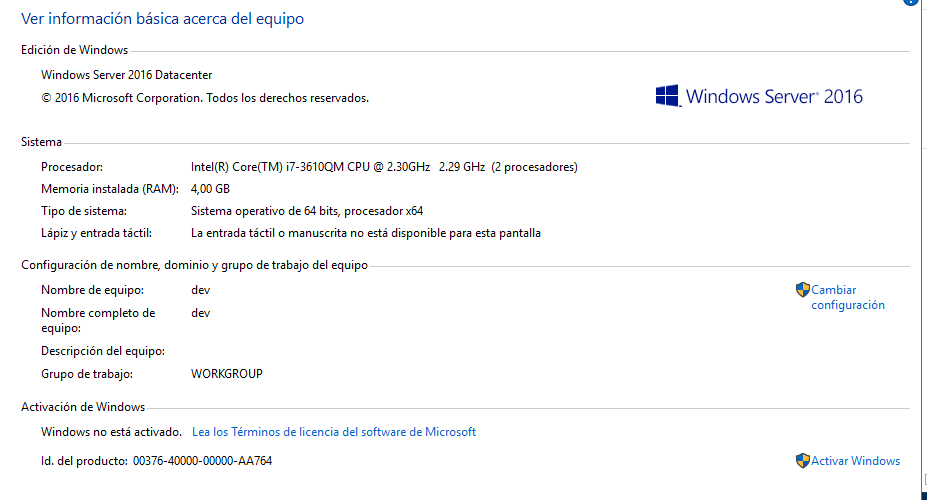 Ver información básica acerca del equipo
Edición de Windows
Windows Server 2016 Datacenter
© 2016 Microsoft Corporation. Todos los derechos reservados.
Windows Server® 2016
Sistema
Procesador: Intel(R) Core(TM) i7-3610QM CPU @ 2.30GHz 2.29 GHz (2 procesadores)
Memoria instalada (RAM): 4,00 GB
Tipo de sistema: Sistema operativo de 64 bits, procesador x64
Lápiz y entrada táctil: La entrada táctil o manuscrita no está disponible para esta pantalla
Configuración de nombre, dominio y grupo de trabajo del equipo
Nombre de equipo: dev
Cambiar
configuración
Nombre completo de dev
equipo:
Descripción del equipo:
Grupo de trabajo: WORKGROUP
Activación de Windows
Windows no está activado. Lea los Términos de licencia del software de Microsoft
Id. del producto: 00376-40000-00000-AA764
Activar Windows